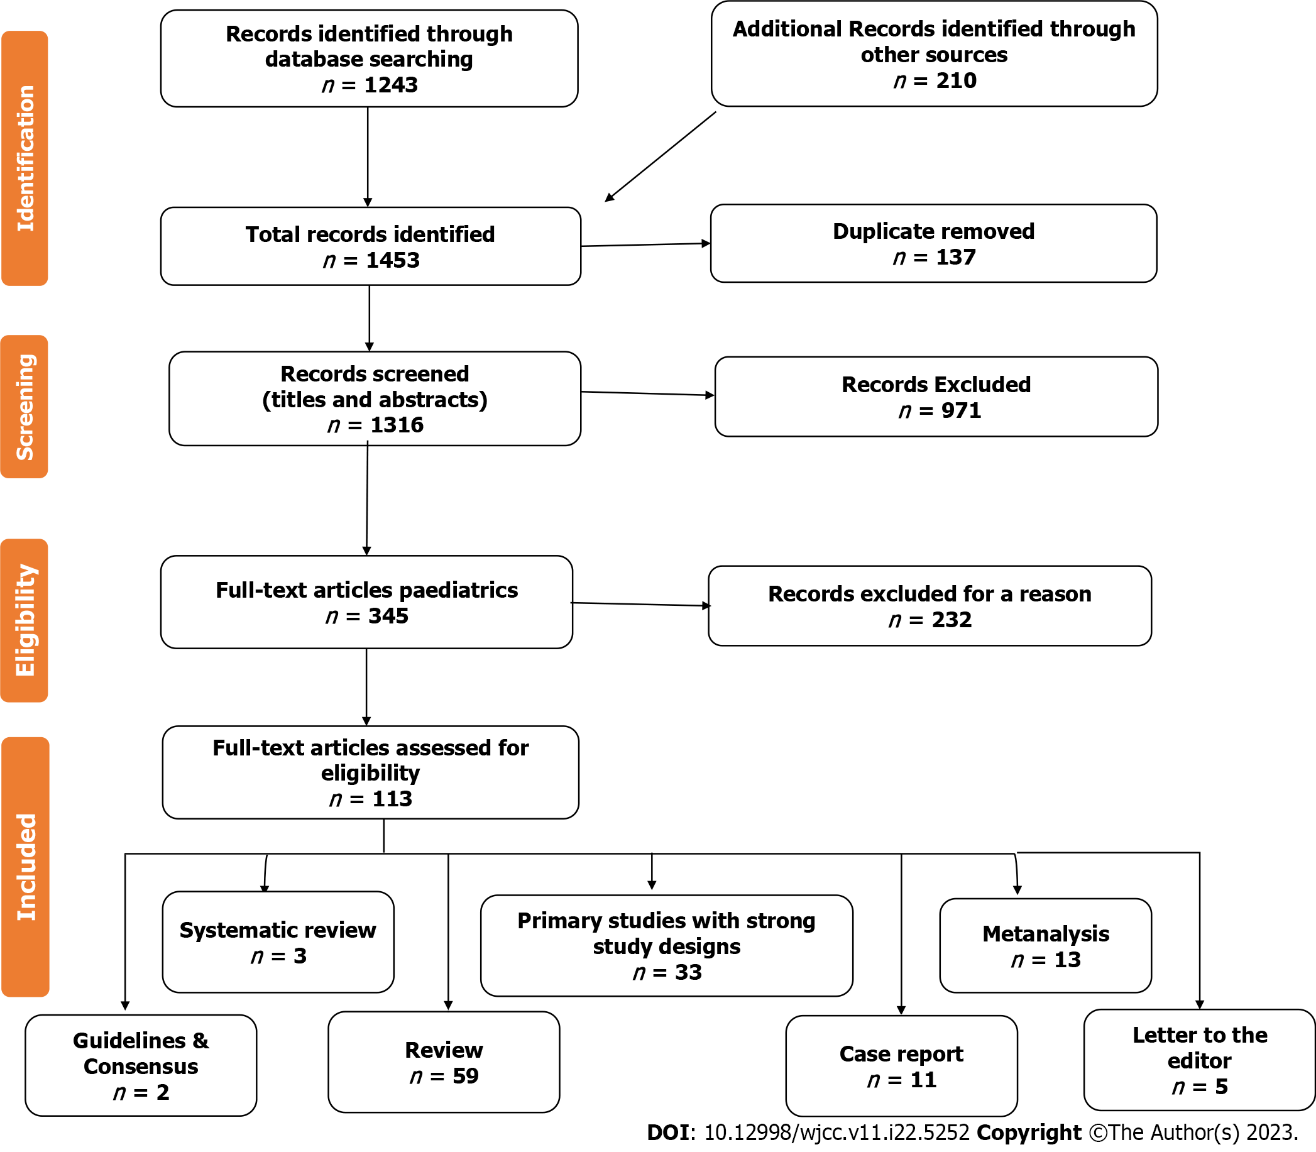 Identification
Records identified through
database searching
n = 1243
Additional Records identified through
other sources
n = 210
Total records identified
n = 1453
Duplicate removed
n = 137
Screening
Records screened
(titles and abstracts)
n = 1316
Records Excluded
n = 971
Eligibility
Full-text articles paediatrics
n = 345
Records excluded for a reason
n = 232
Included
Full-text articles assessed for
eligibility
n = 113
Systematic review
n = 3
Primary studies with strong
study designs
n = 33
Metanalysis
n = 13
Guidelines &
Consensus
n = 2
Review
n = 59
Case report
n = 11
Letter to the
editor
n = 5
DOI: 10.12998/wjcc.v11.i22.5252 Copyright ©The Author(s) 2023.